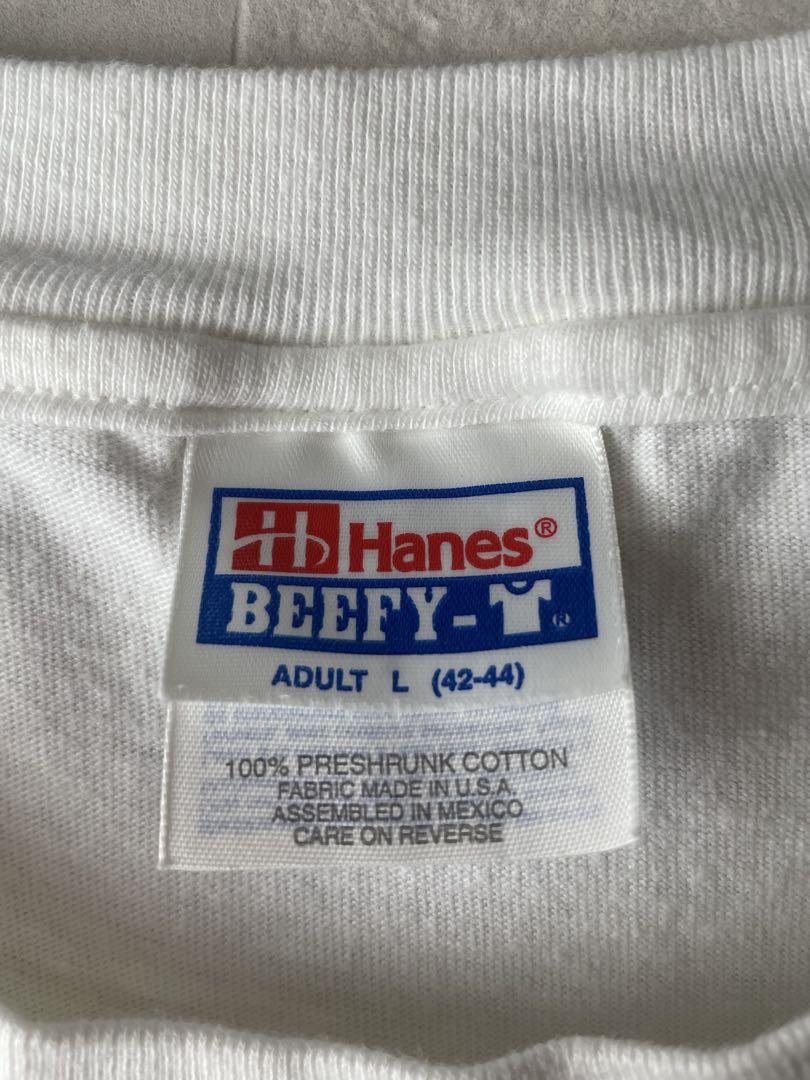 Hanes®
BEEFY-T®
ADULT L (42-44)
100% PRESHRUNK COTTON
FABRIC MADE IN U.S.A.
ASSEMBLED IN MEXICO
CARE ON REVERSE